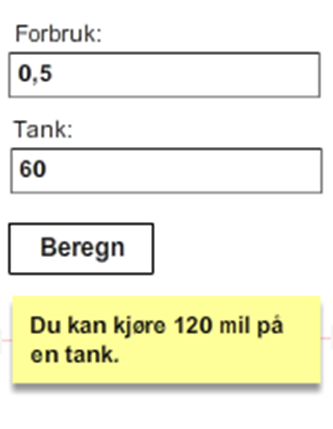 Forbruk:
0,5
Tank:
60
Beregn
Du kan kjøre 120 mil på
en tank.